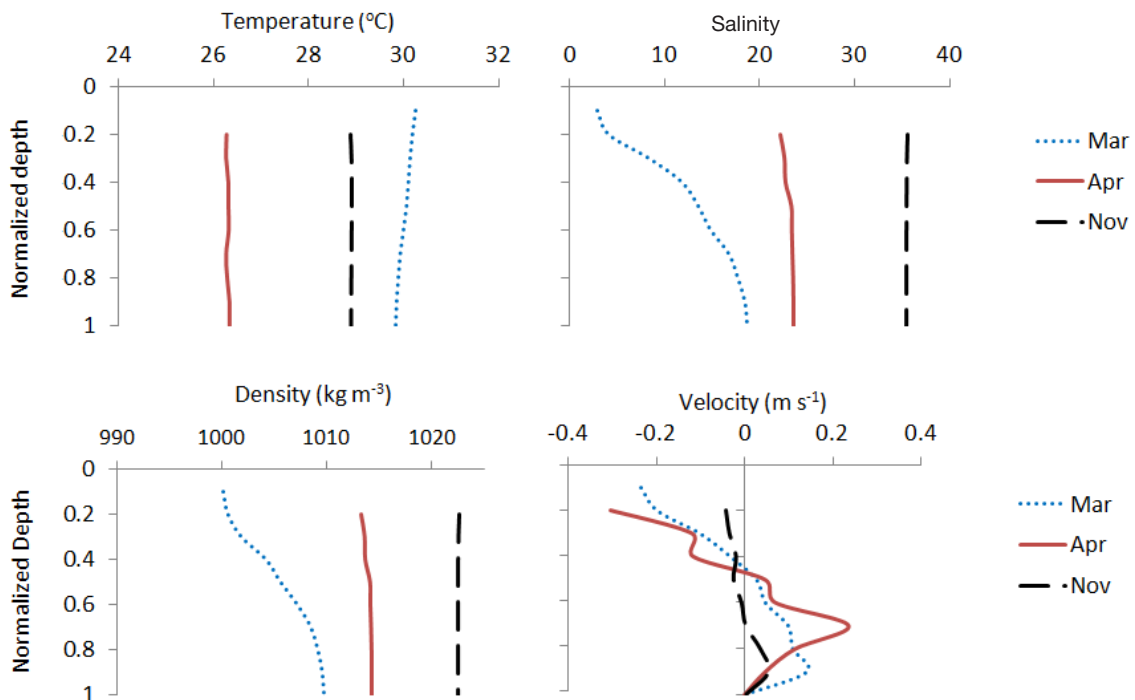 Temperature (°C)
24 26 28 30 32
Normalized depth
0
0.2
0.4
0.6
0.8
1
Salinity
0 10 20 30 40
Mar
Apr
Nov
Density (kg m-3)
990 1000 1010 1020
Normalized Depth
0
0.2
0.4
0.6
0.8
1
Velocity (m s-1)
-0.4 -0.2 0 0.2 0.4
Mar
Apr
Nov